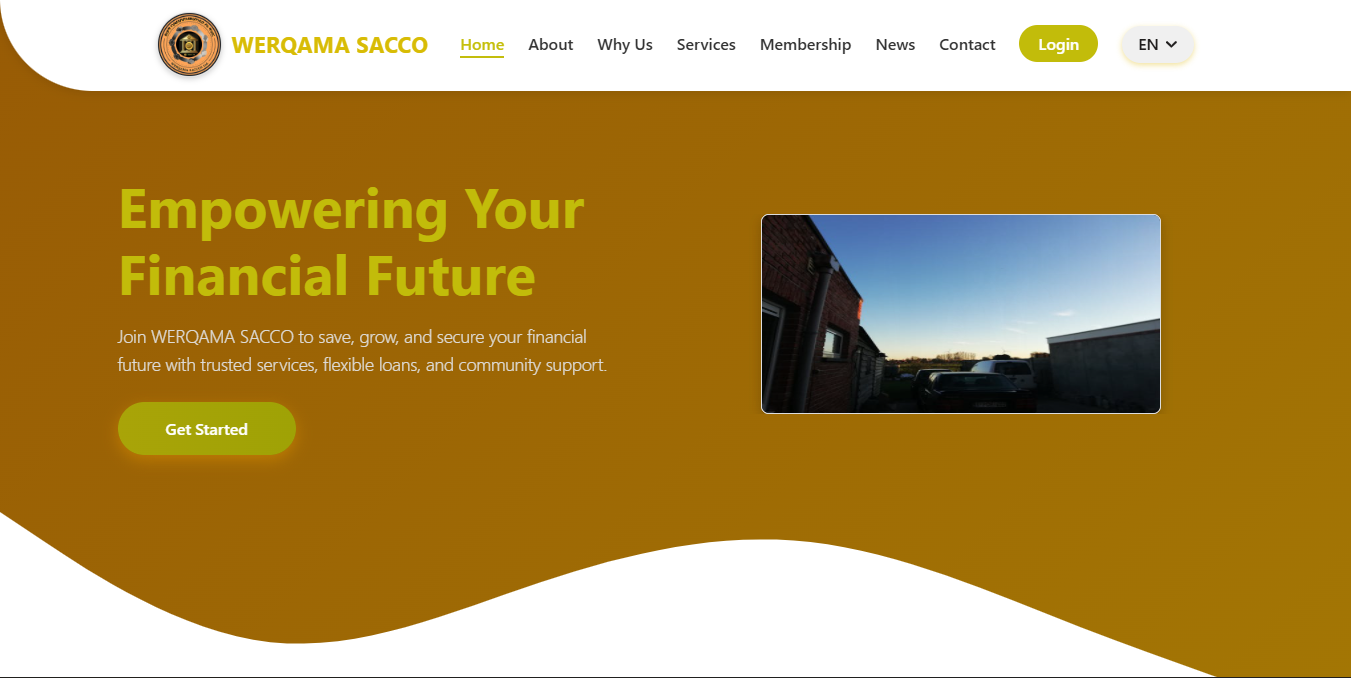 WERQAMA SACCO
Home
About
Why Us
Services
Membership
News
Contact
Login
EN
Empowering Your
Financial Future
Join WERQAMA SACCO to save, grow, and secure your financial
future with trusted services, flexible loans, and community support.
Get Started